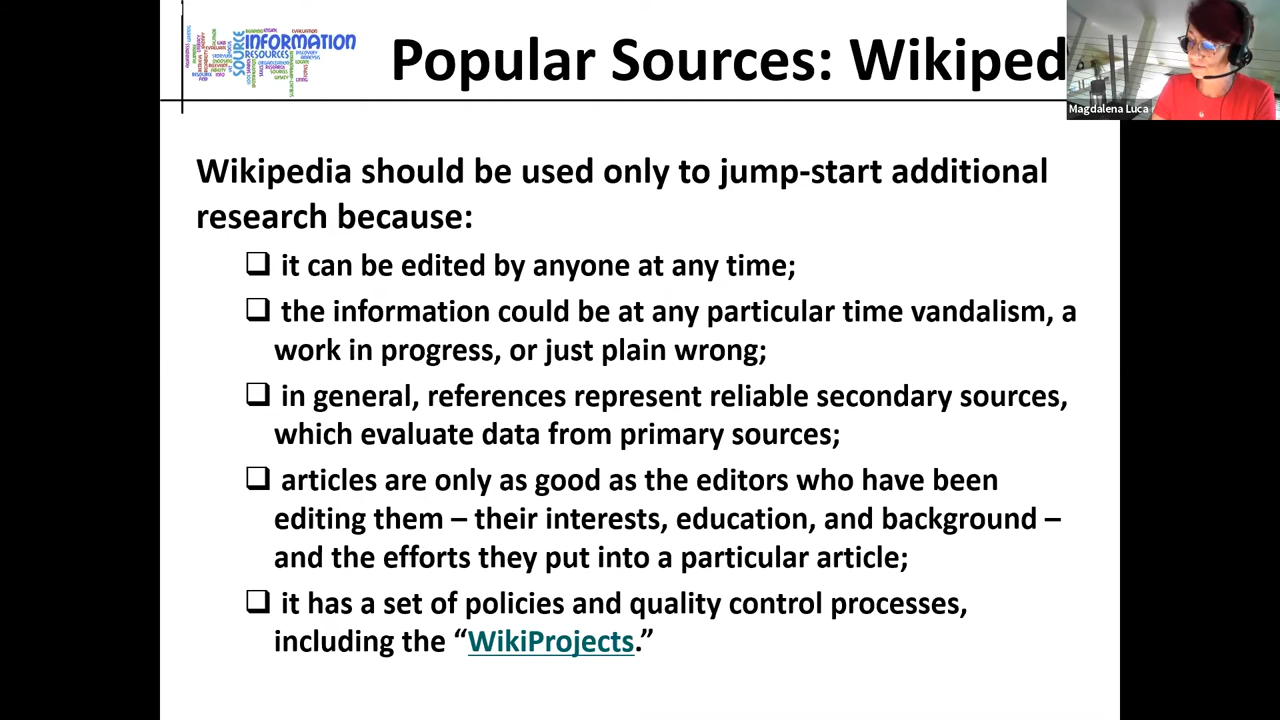 SOURCE INFORMATION
RESOURCES
Popular Sources: Wikiped
Magdalena Luca
Wikipedia should be used only to jump-start additional
research because:
❑ it can be edited by anyone at any time;
❑ the information could be at any particular time vandalism, a
work in progress, or just plain wrong;
❑ in general, references represent reliable secondary sources,
which evaluate data from primary sources;
❑ articles are only as good as the editors who have been
editing them – their interests, education, and background –
and the efforts they put into a particular article;
❑ it has a set of policies and quality control processes,
including the “WikiProjects.”